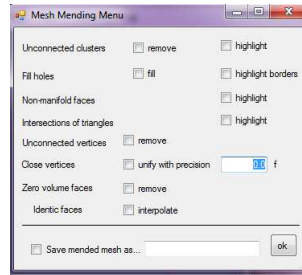 Mesh Mending Menu
Unconnected clusters remove highlight
Fill holes fill highlight borders
Non-manifold faces highlight
Intersections of triangles highlight
Unconnected vertices remove
Close vertices unify with precision 0.0 f
Zero volume faces remove
Identic faces interpolate
Save mended mesh as... ok